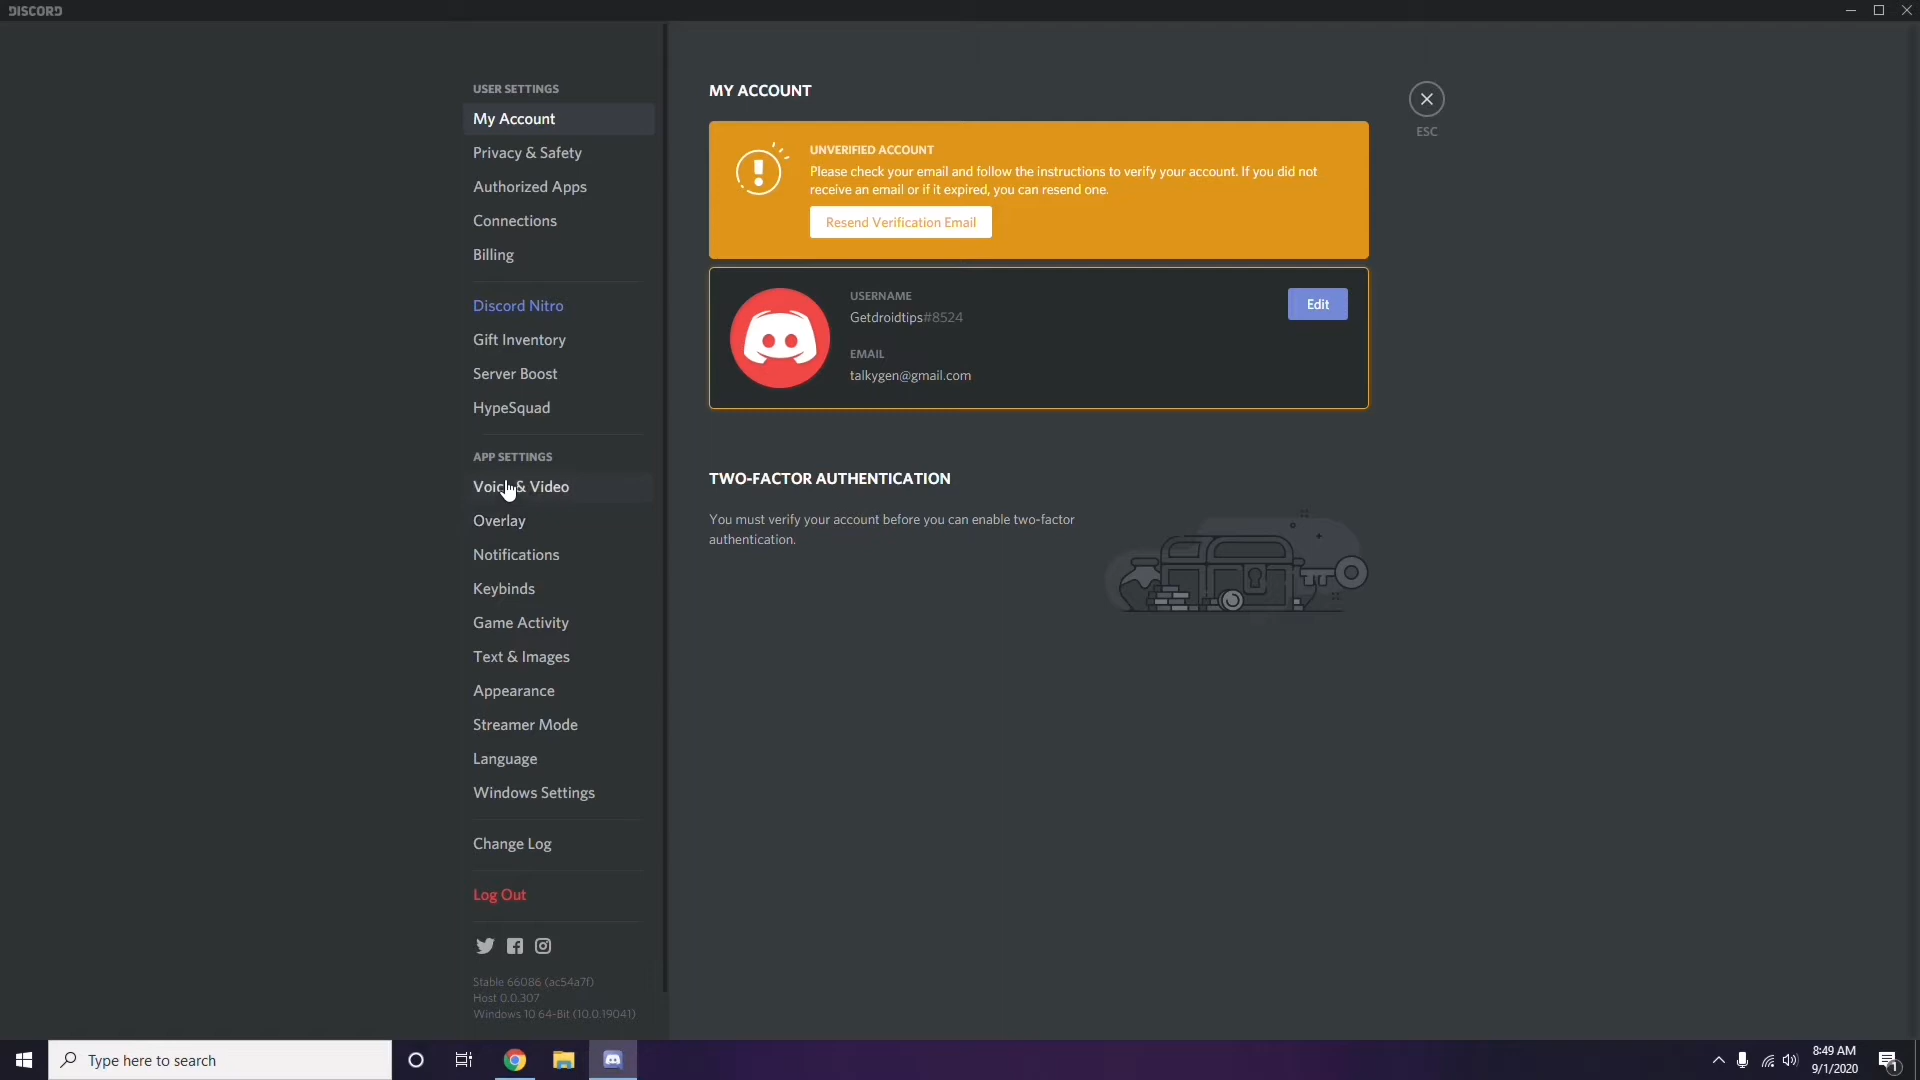 DISCORD
USER SETTINGS
My Account
Privacy & Safety
Authorized Apps
Connections
Billing
Discord Nitro
Gift Inventory
Server Boost
HypeSquad
APP SETTINGS
Voice & Video
Overlay
Notifications
Keybinds
Game Activity
Text & Images
Appearance
Streamer Mode
Language
Windows Settings
Change Log
Log Out
Stable 66086 (ac54a7f)
Host 0.0.307
Windows 10 64-Bit (10.0.19041)
MY ACCOUNT
UNVERIFIED ACCOUNT
Please check your email and follow the instructions to verify your account. If you did not
receive an email or if it expired, you can resend one.
Resend Verification Email
USERNAME
Getdroidtips#8524
Edit
EMAIL
talkygen@gmail.com
TWO-FACTOR AUTHENTICATION
You must verify your account before you can enable two-factor
authentication.
ESC
Type here to search
8:49 AM
9/1/2020
1